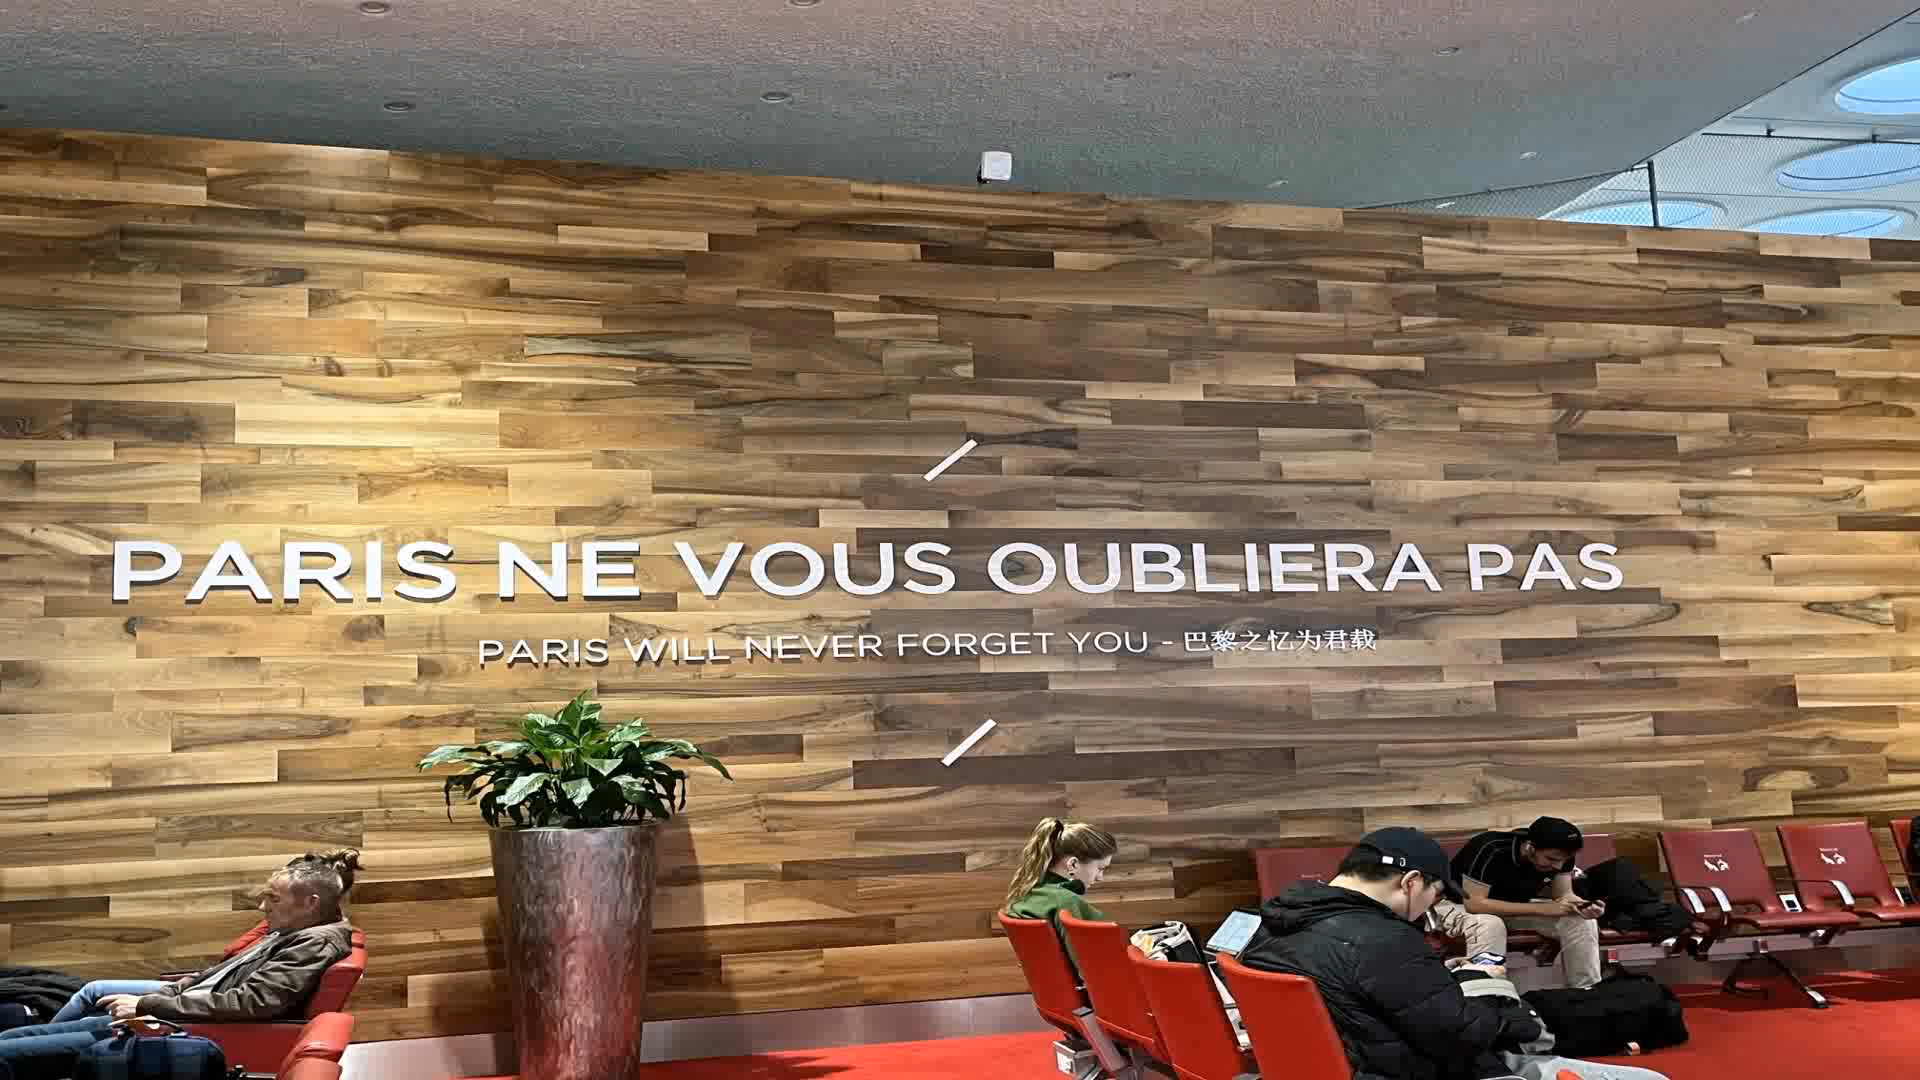 PARIS NE VOUS OUBLIERA PAS
PARIS WILL NEVER FORGET YOU - 巴黎之忆为君载